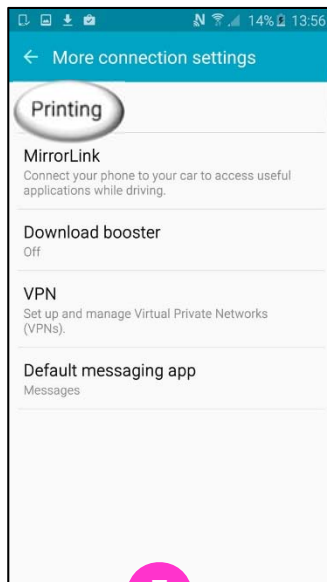 14% 13:56
More connection settings
Printing
MirrorLink
Connect your phone to your car to access useful
applications while driving.
Download booster
Off
VPN
Set up and manage Virtual Private Networks
(VPNs).
Default messaging app
Messages